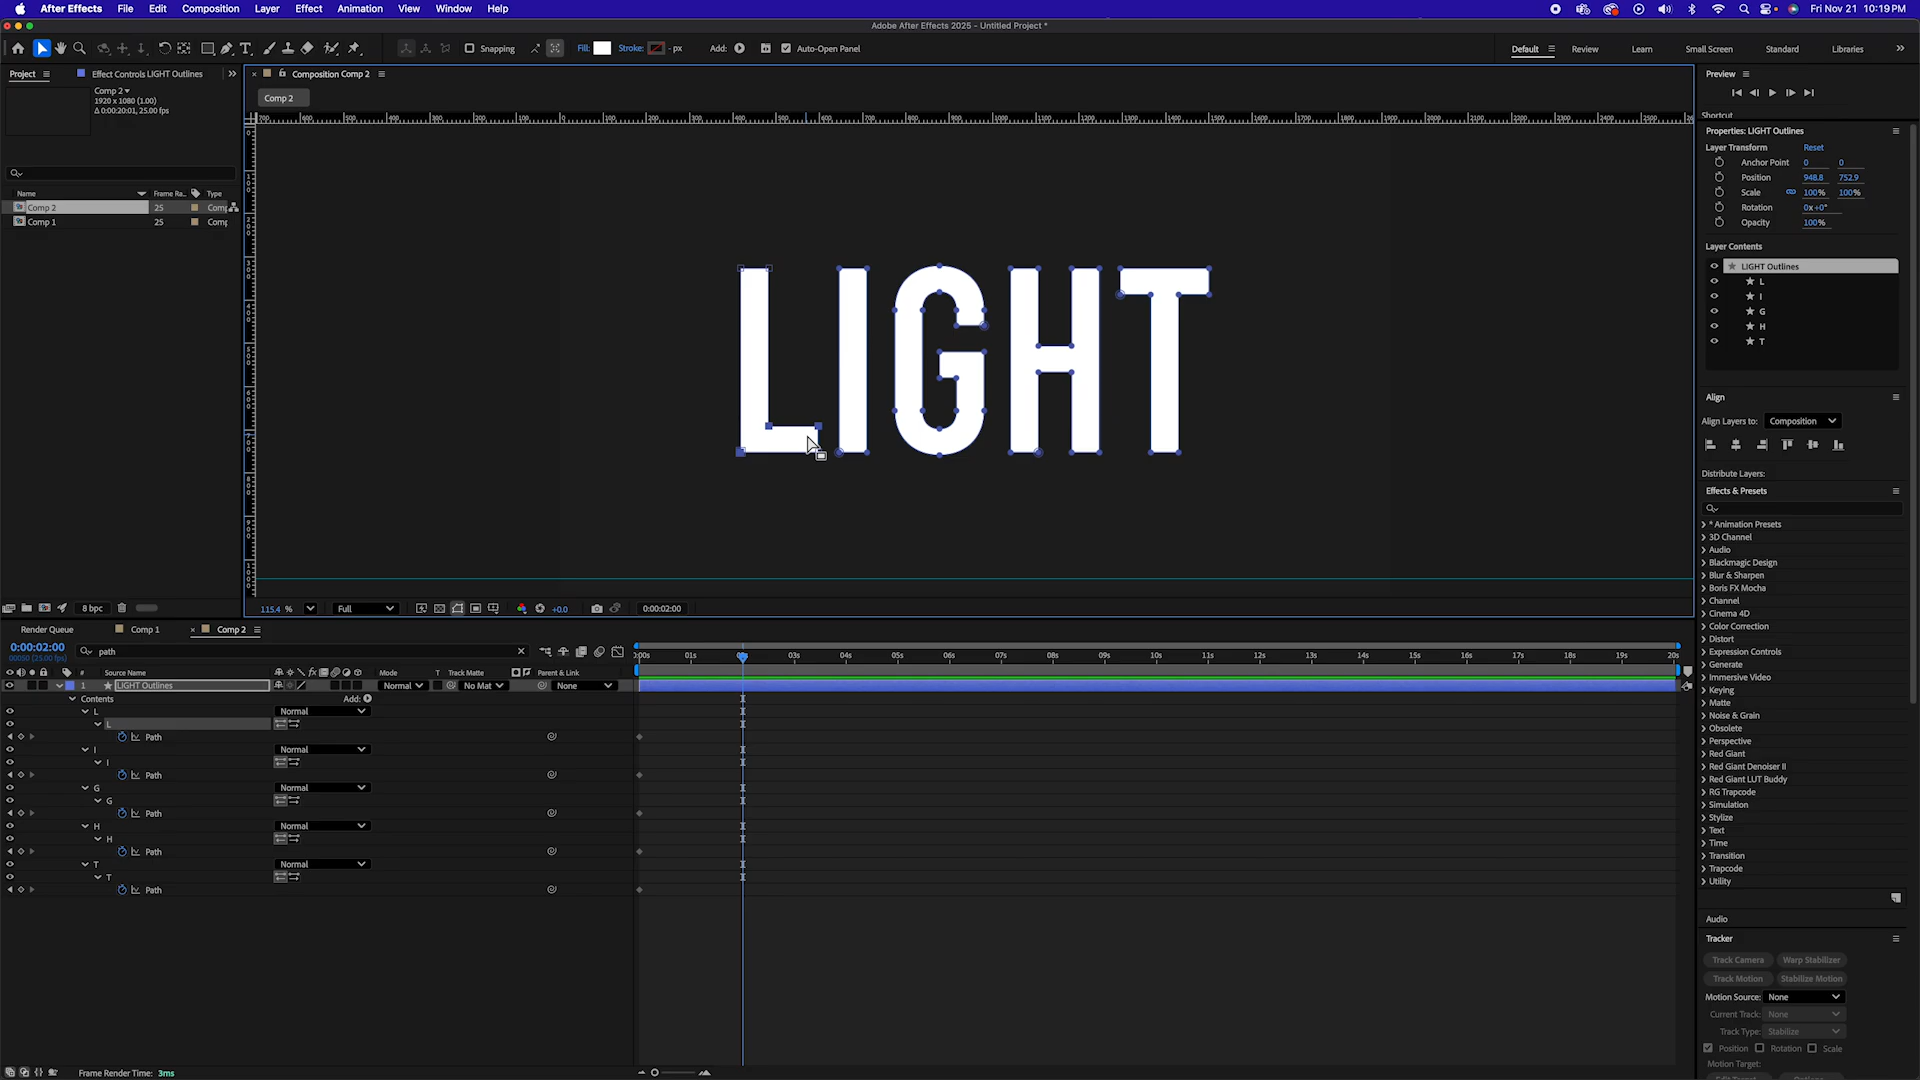 After Effects File Edit Composition Layer Effect Animation View Window Help
Fri Nov 21 10:19PM
Adobe After Effects 2025 - Untitled Project *
Snapping
Fill: Stroke: - px Add: Auto-Open Panel
Default Review Learn Small Screen Standard Libraries
Project Effect Controls LIGHT Outlines
Composition Comp 2
Comp 2
1920 x 1080 (1.00)
Δ 0:00:20:01, 25.00 fps
Comp 2
Name Frame Ra... Type
Comp 2 25 Comp
Comp 1 25 Comp
8 bpc
LIGHT
115.4 % Full +0.0 0:00:02:00
Preview
Shortcut
Properties: LIGHT Outlines
Layer Transform Reset
Anchor Point 0 0
Position 948.8 752.9
Scale 100% 100%
Rotation 0x+0°
Opacity 100%
Layer Contents
LIGHT Outlines
L
I
G
H
T
Align
Align Layers to: Composition
Distribute Layers:
Effects & Presets
* Animation Presets
3D Channel
Audio
Blackmagic Design
Blur & Sharpen
Boris FX Mocha
Channel
Cinema 4D
Color Correction
Distort
Expression Controls
Generate
Immersive Video
Keying
Matte
Noise & Grain
Obsolete
Perspective
Red Giant
Red Giant Denoiser II
Red Giant LUT Buddy
RG Trapcode
Simulation
Stylize
Text
Time
Transition
Trapcode
Utility
Audio
Tracker
Track Camera Warp Stabilizer
Track Motion Stabilize Motion
Motion Source: None
Current Track: None
Track Type: Stabilize
Position Rotation Scale
Motion Target:
Render Queue Comp 1 Comp 2
0:00:02:00
00050 (25.00 fps)
path
:00s 01s 03s 04s 05s 06s 07s 08s 09s 10s 11s 12s 13s 14s 15s 16s 17s 18s 19s 20s
# Source Name Mode T Track Matte Parent & Link
1 LIGHT Outlines Normal No Mat None
Contents Add:
L Normal
L
Path
I Normal
I
Path
G Normal
G
Path
H Normal
H
Path
T Normal
T
Path
Frame Render Time: 3ms